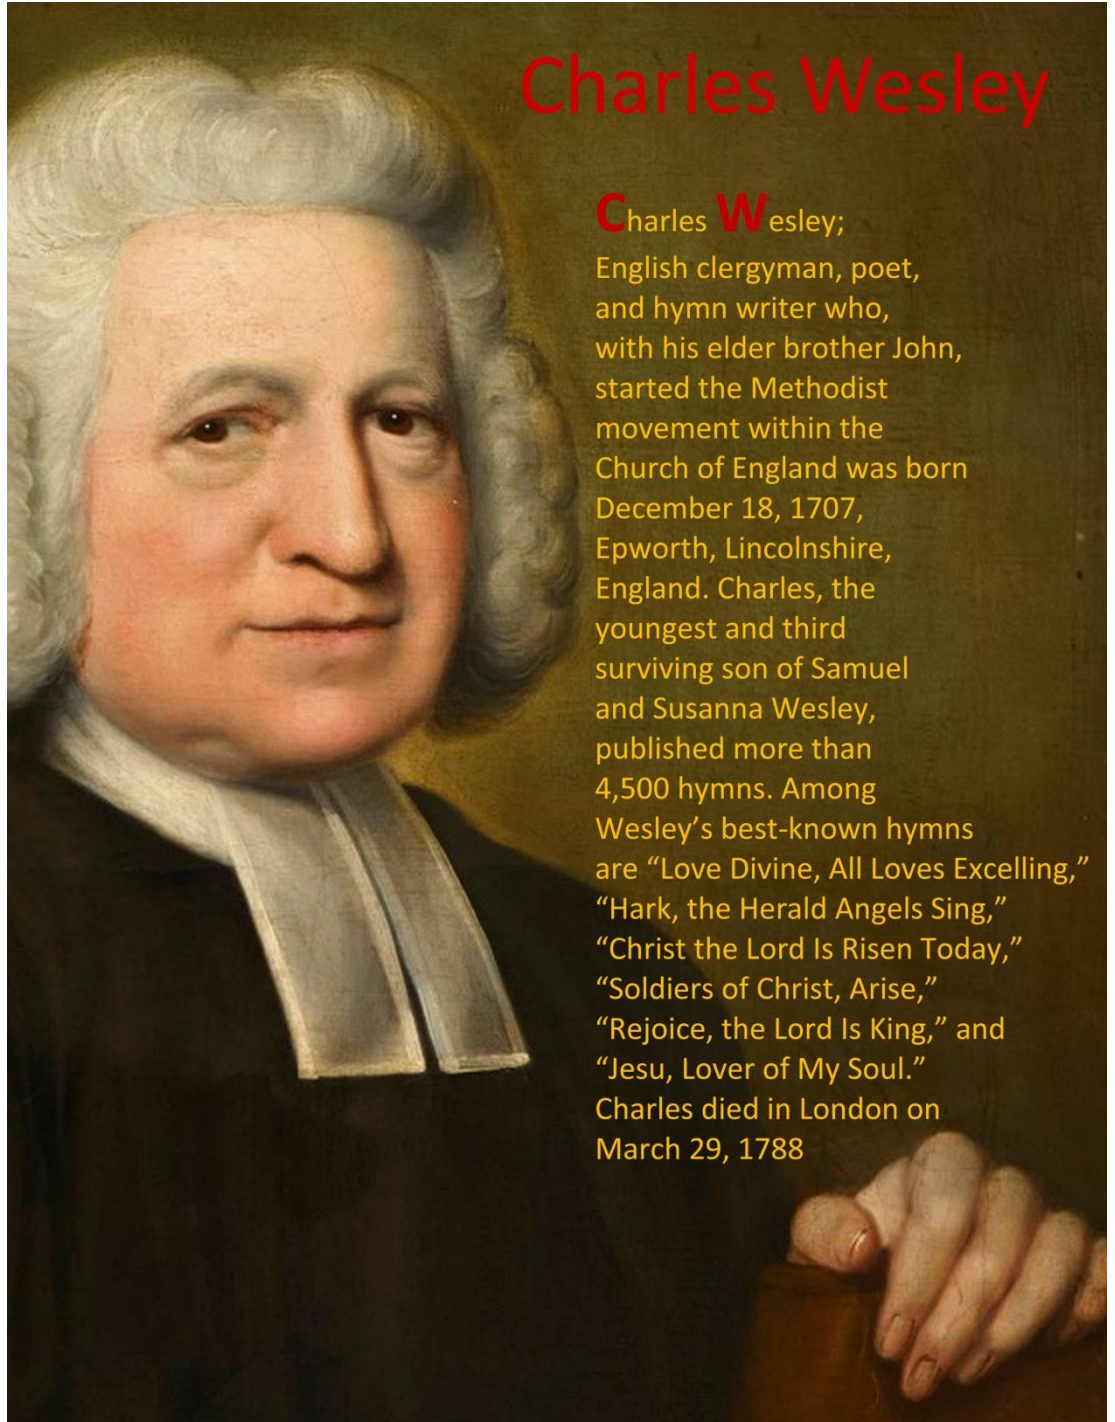 Charles Wesley
Charles Wesley;
English clergyman, poet,
and hymn writer who,
with his elder brother John,
started the Methodist
movement within the
Church of England was born
December 18, 1707,
Epworth, Lincolnshire,
England. Charles, the
youngest and third
surviving son of Samuel
and Susanna Wesley,
published more than
4,500 hymns. Among
Wesley’s best-known hymns
are “Love Divine, All Loves Excelling,”
“Hark, the Herald Angels Sing,”
“Christ the Lord Is Risen Today,”
“Soldiers of Christ, Arise,”
“Rejoice, the Lord Is King,” and
“Jesu, Lover of My Soul.”
Charles died in London on
March 29, 1788